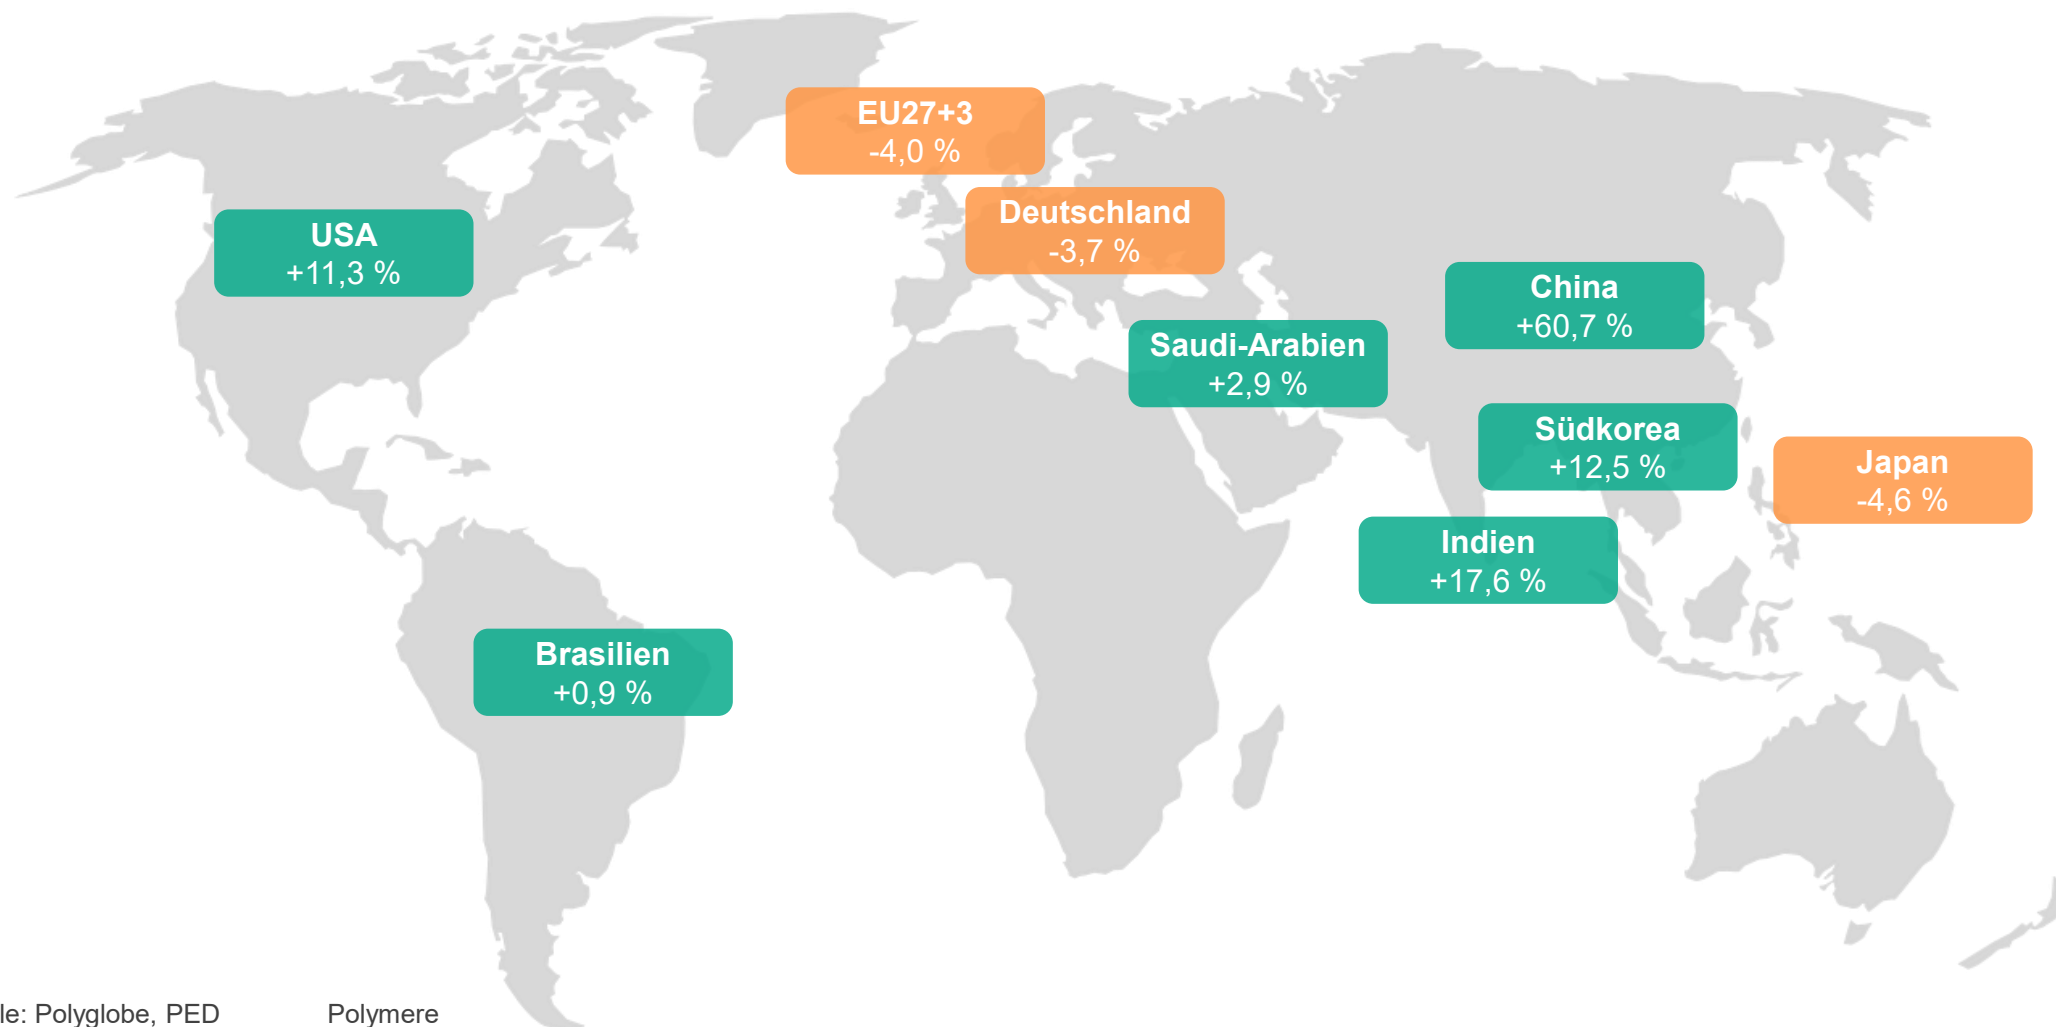 EU27+3
-4,0 %
Deutschland
-3,7 %
USA
+11,3 %
China
+60,7 %
Saudi-Arabien
+2,9 %
Südkorea
+12,5 %
Japan
-4,6 %
Indien
+17,6 %
Brasilien
+0,9 %
le: Polyglobe, PED Polymere